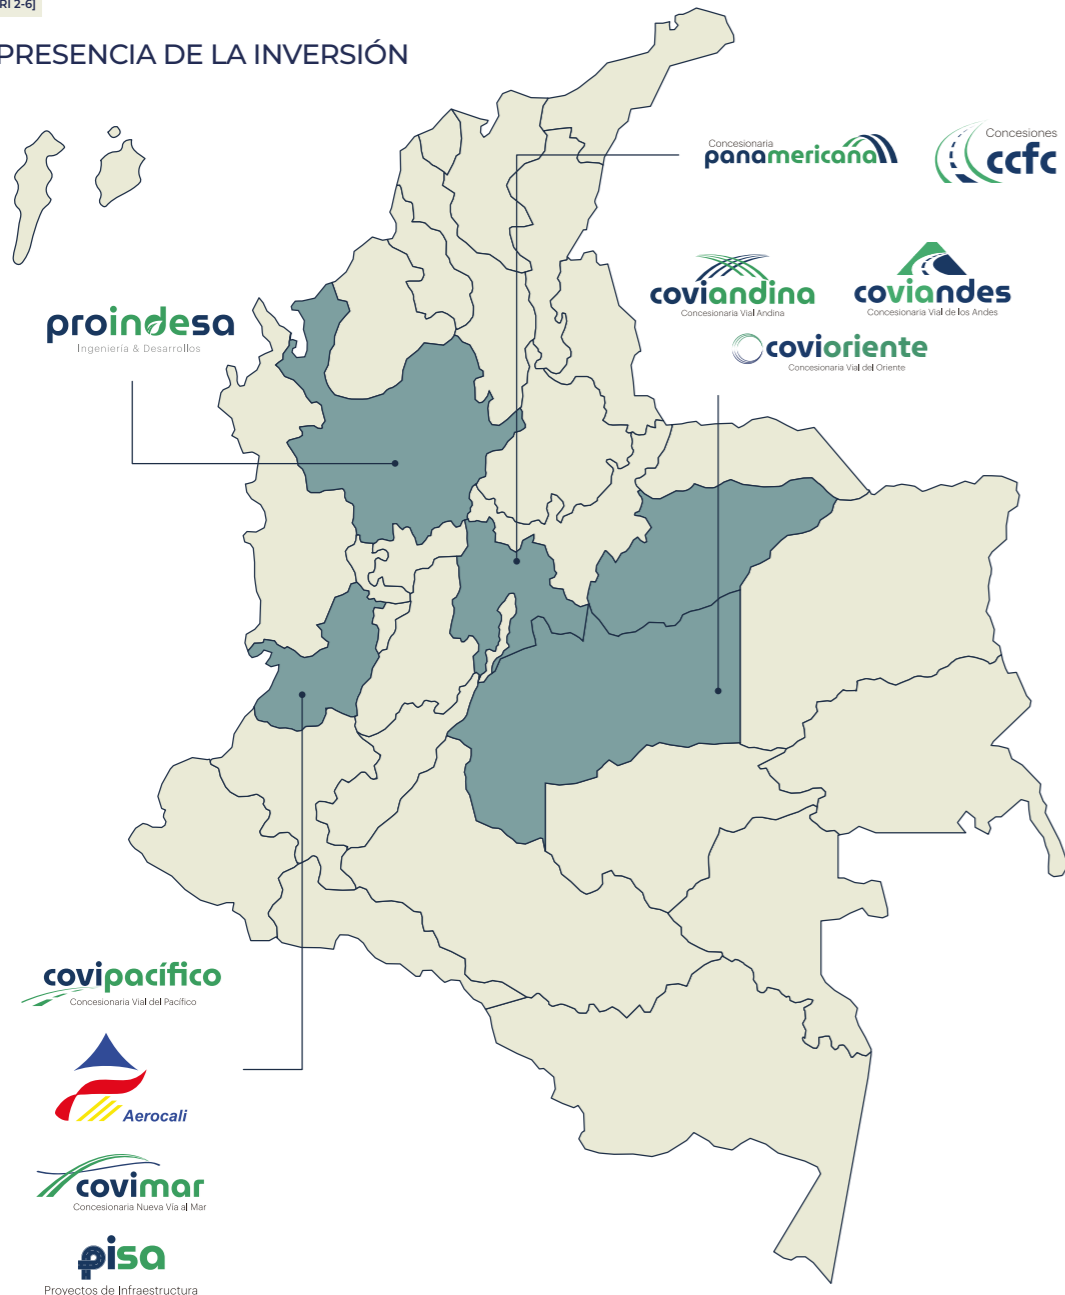 RI 2-6]
PRESENCIA DE LA INVERSIÓN
Concesionaria
panamericana
Concesiones
ccfc
coviandina
Concesionaria Vial Andina
coviandes
Concesionaria Vial de los Andes
covioriente
Concesionaria Vial del Oriente
proindesa
Ingeniería & Desarrollos
covipacífico
Concesionaria Vial del Pacífico
Aerocali
covimar
Concesionaria Nueva Vía al Mar
pisa
Proyectos de Infraestructura